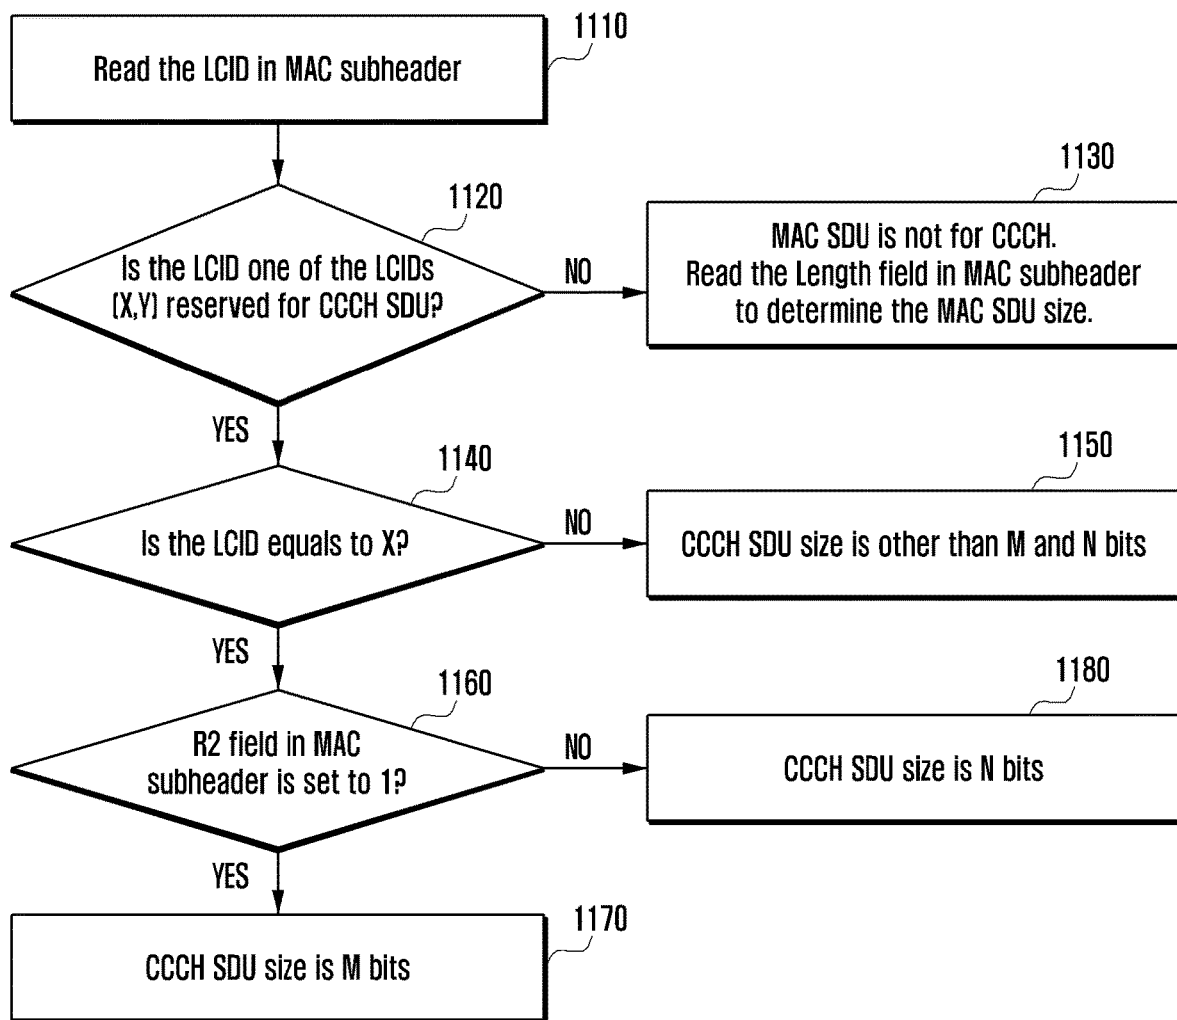 1110
Read the LCID in MAC subheader
1120
Is the LCID one of the LCIDs
(X,Y) reserved for CCCH SDU?
NO
1130
MAC SDU is not for CCCH.
Read the Length field in MAC subheader
to determine the MAC SDU size.
YES
1140
Is the LCID equals to X?
NO
1150
CCCH SDU size is other than M and N bits
YES
1160
R2 field in MAC
subheader is set to 1?
NO
1180
CCCH SDU size is N bits
YES
1170
CCCH SDU size is M bits